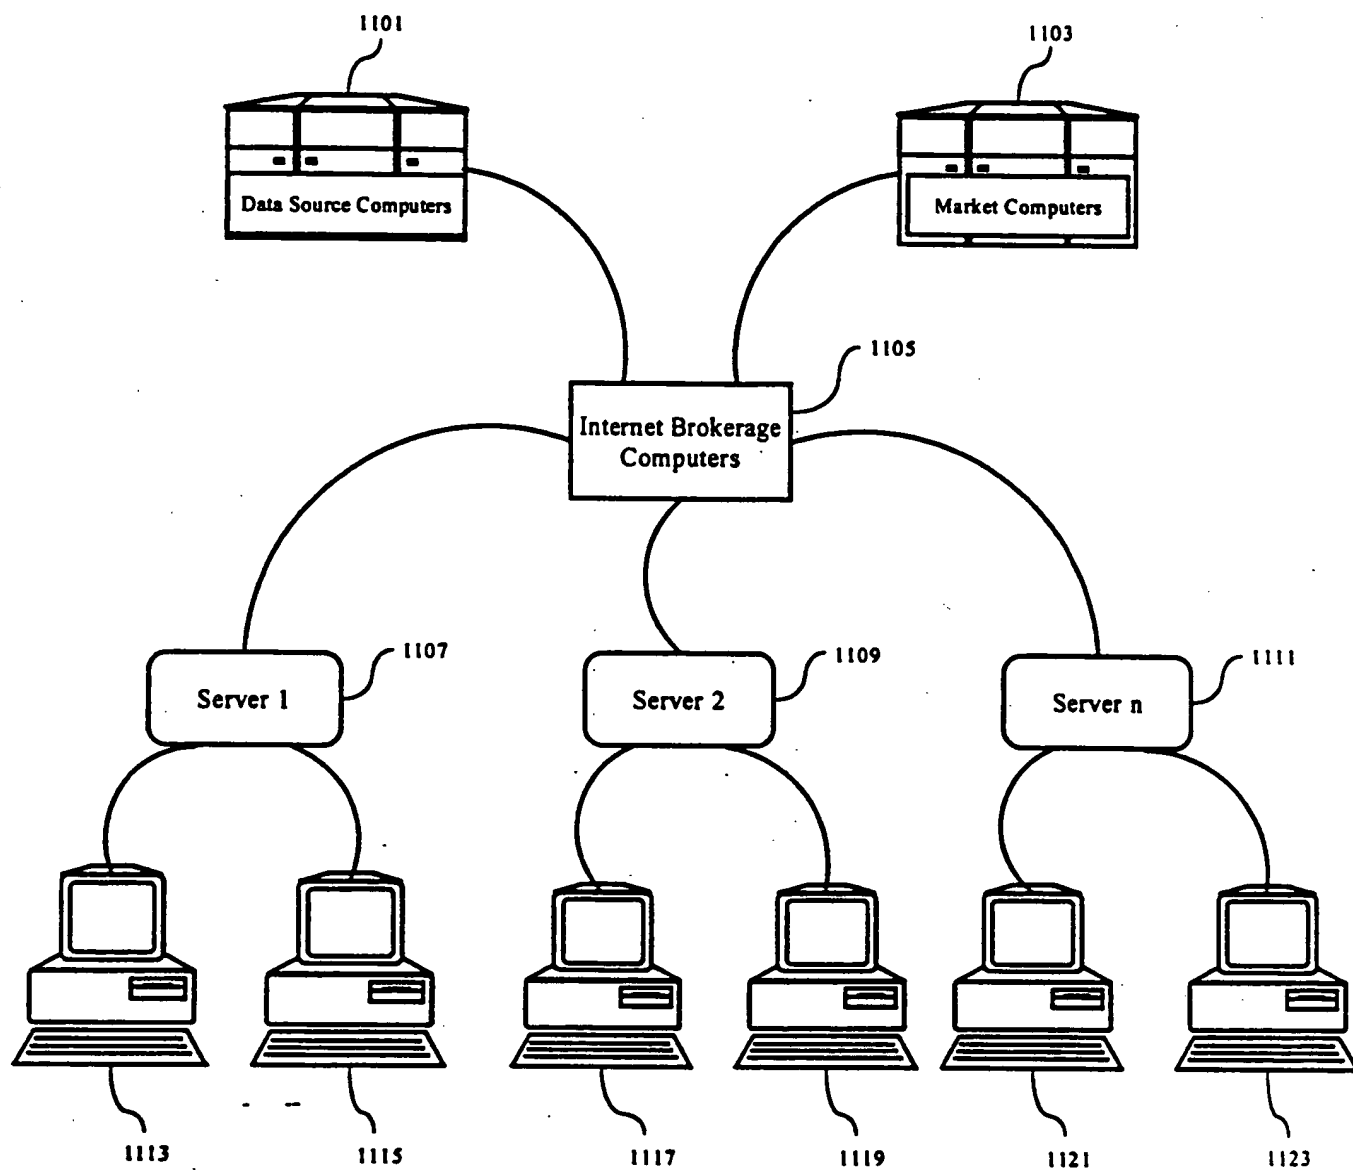 1101
1103
Data Source Computers
Market Computers
1105
Internet Brokerage
Computers
1107
1109
1111
Server 1
Server 2
Server n
1113
1115
1117
1119
1121
1123